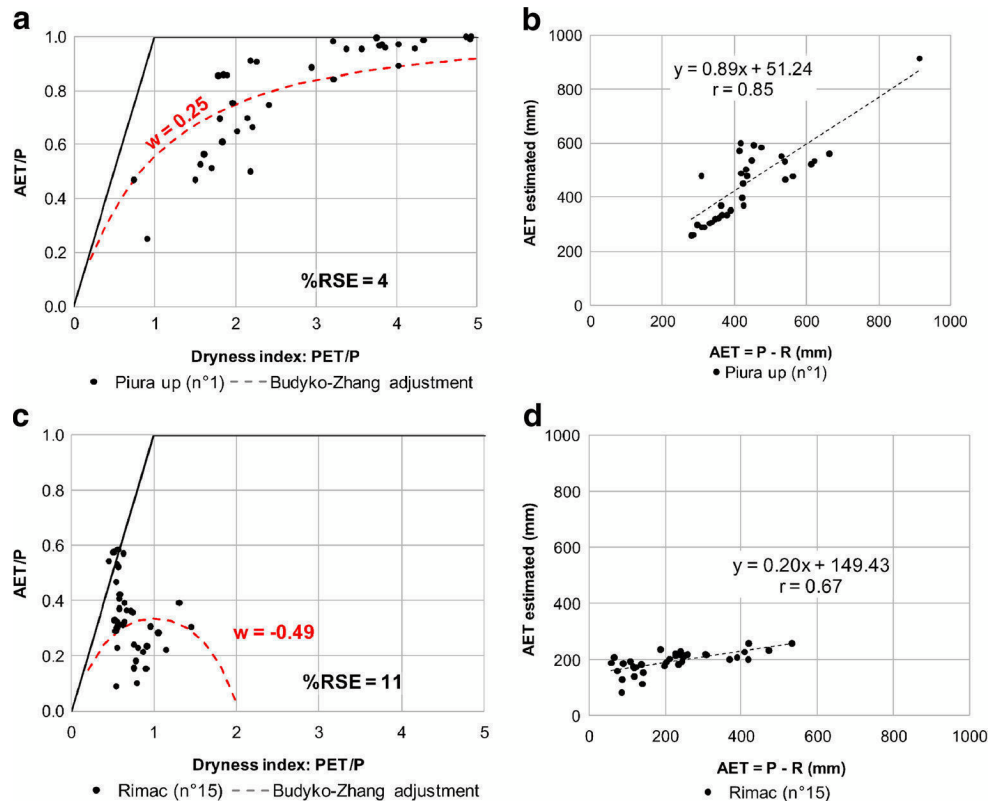 a
1.0
0.8
0.6
0.4
0.2
0.0
AET/P
w = 0.25
%RSE = 4
0 1 2 3 4 5
Dryness index: PET/P
Piura up (n°1) Budyko-Zhang adjustment
b
1000
800
600
400
200
0
AET estimated (mm)
y = 0.89x + 51.24
r = 0.85
0 200 400 600 800 1000
AET = P - R (mm)
Piura up (n°1)
c
1.0
0.8
0.6
0.4
0.2
0.0
AET/P
w = -0.49
%RSE = 11
0 1 2 3 4 5
Dryness index: PET/P
Rimac (n°15) Budyko-Zhang adjustment
d
1000
800
600
400
200
0
AET estimated (mm)
y = 0.20x + 149.43
r = 0.67
0 200 400 600 800 1000
AET = P - R (mm)
Rimac (n°15)